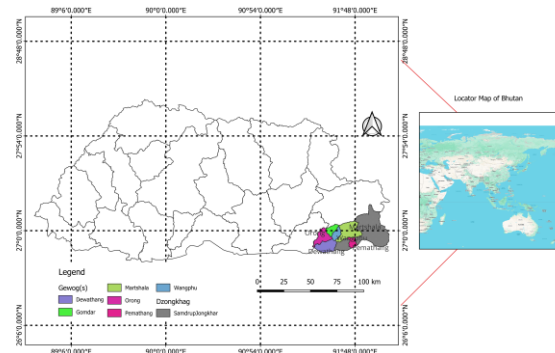 89°6'0.000"E 90°0'0.000"E 90°54'0.000"E 91°48'0.000"E
28°48'0.000"N 28°48'0.000"N
Locator Map of Bhutan
27°54'0.000"N 27°54'0.000"N
27°0'0.000"N 27°0'0.000"N
Orong
Martshala
Dewathang
Pemathang
Legend
Gewog(s)
Dewathang
Gomdar
Martshala
Orong
Pemathang
Wangphu
Dzongkhag
SamdrupJongkhar
0 25 50 75 100 km
26°6'0.000"N 26°6'0.000"N
89°6'0.000"E 90°0'0.000"E 90°54'0.000"E 91°48'0.000"E